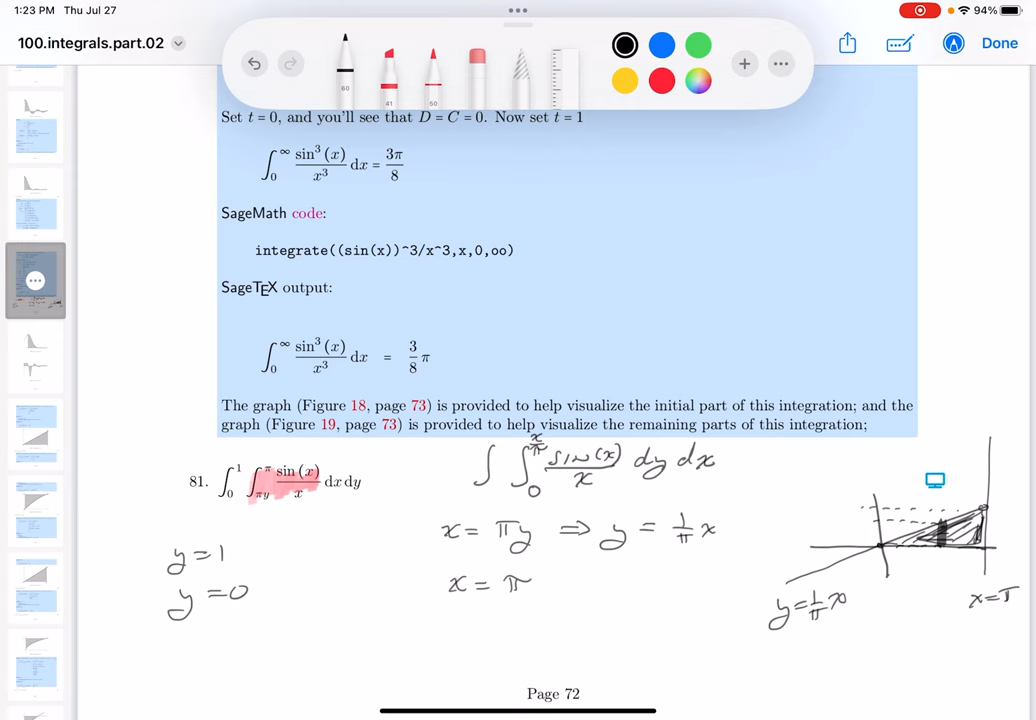 1:23 PM Thu Jul 27
94%
100.integrals.part.02
60
41
50
Done
Set t = 0, and you'll see that D = C = 0. Now set t = 1
∫₀^∞ sin³(x)/x³ dx = 3π/8
SageMath code:
integrate((sin(x))^3/x^3,x,0,oo)
SageTEX output:
∫₀^∞ sin³(x)/x³ dx = 3/8 π
The graph (Figure 18, page 73) is provided to help visualize the initial part of this integration; and the
graph (Figure 19, page 73) is provided to help visualize the remaining parts of this integration;
∫ ∫₀^(x/π) sin(x)/x dy dx
81. ∫₀^1 ∫_(πy)^π sin(x)/x dx dy
x = πy ⟹ y = 1/π x
y = 1
x = π
y = 0
y = 1/π x
x = π
Page 72